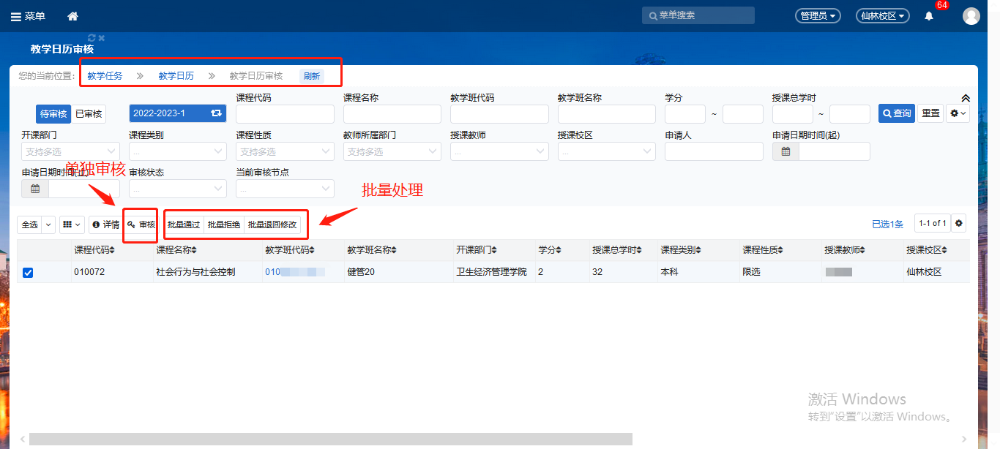 菜单 菜单搜索 管理员 仙林校区 64
教学日历审核
您的当前位置: 教学任务 » 教学日历 » 教学日历审核 刷新
课程代码 课程名称 教学班代码 教学班名称 学分 授课总学时
待审核 已审核 2022-2023-1 ~ ~ 查询 重置
开课部门 课程类别 课程性质 教师所属部门 授课教师 授课校区 申请人 申请日期时间(起)
支持多选 ... 支持多选 支持多选 ... ...
单独审核
申请日期时间(止) 审核状态 当前审核节点
... ...
批量处理
全选 详情 审核 批量通过 批量拒绝 批量退回修改 已选1条 1-1 of 1
课程代码 课程名称 教学班代码 教学班名称 开课部门 学分 授课总学时 课程类别 课程性质 授课教师 授课校区
010072 社会行为与社会控制 010 健管20 卫生经济管理学院 2 32 本科 限选 仙林校区
激活 Windows
转到"设置"以激活 Windows。